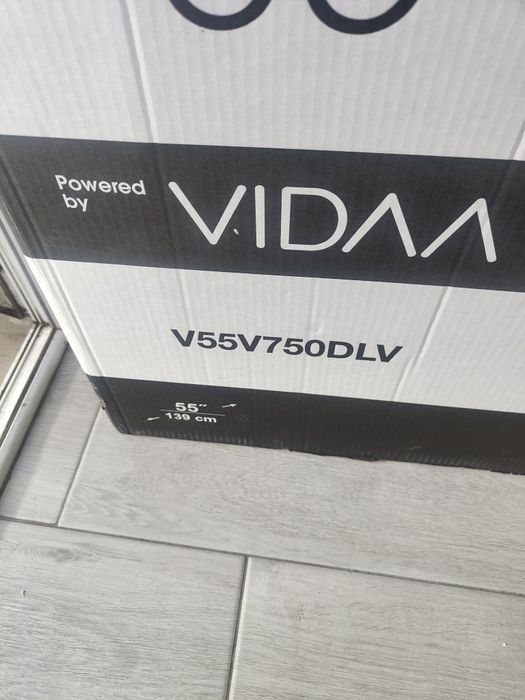 Powered
by
VIDAA
V55V750DLV
55"
139 cm